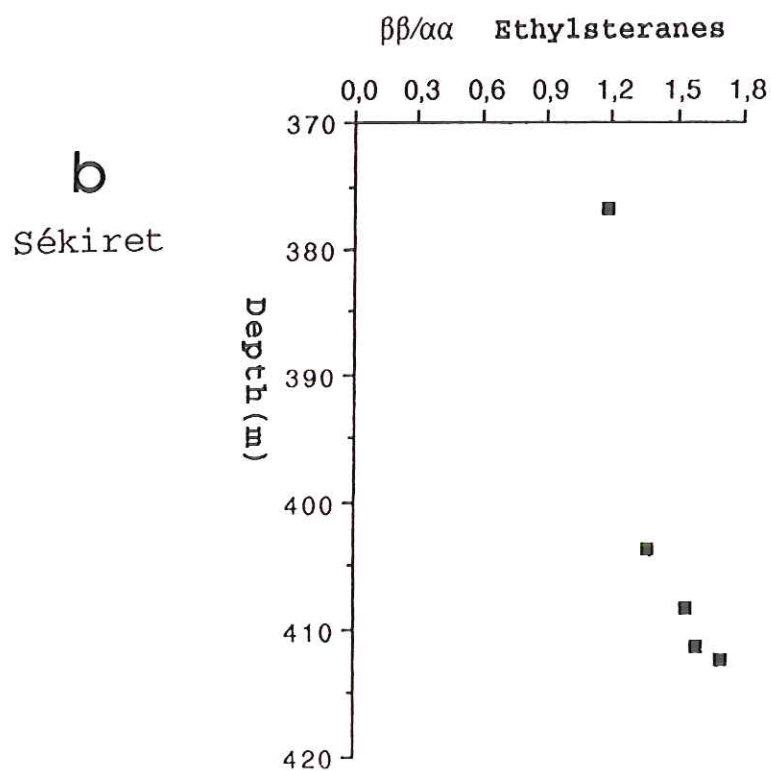 ββ/αα Ethylsteranes
0,0 0,3 0,6 0,9 1,2 1,5 1,8
370
b
Sékiret
380
Depth(m)
390
400
410
420